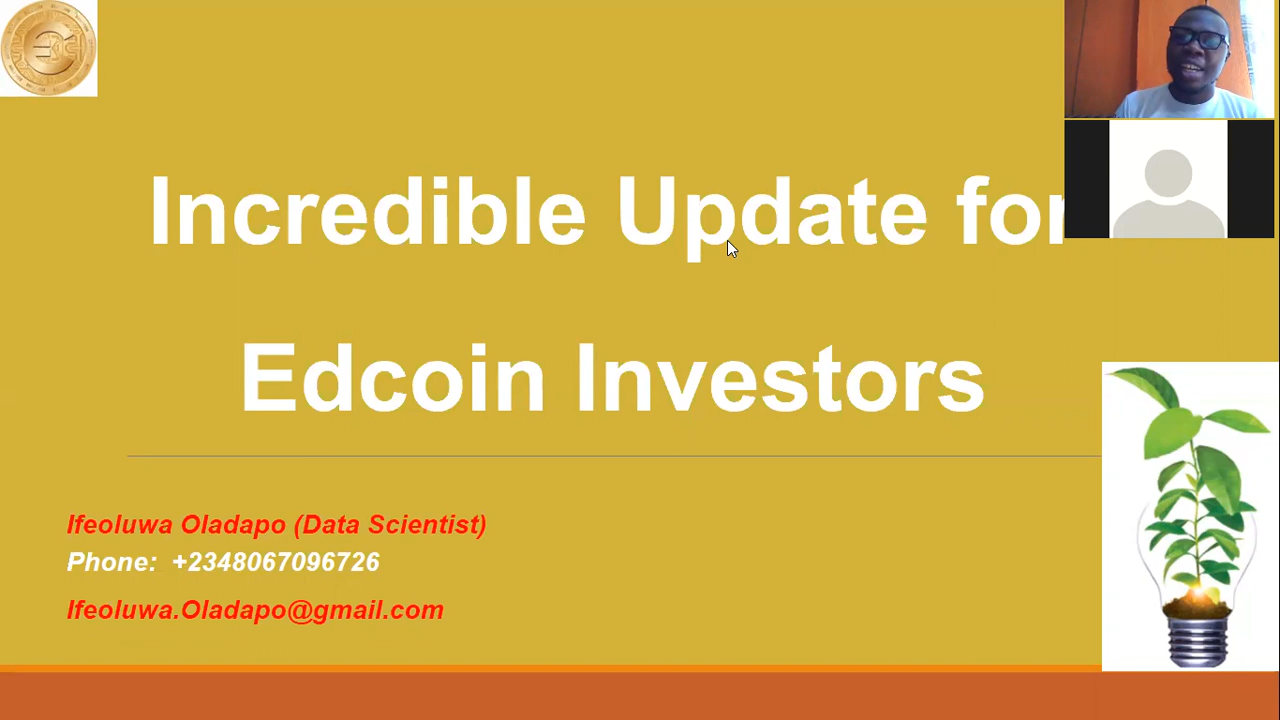 Incredible Update for
Edcoin Investors
Ifeoluwa Oladapo (Data Scientist)
Phone: +2348067096726
Ifeoluwa.Oladapo@gmail.com